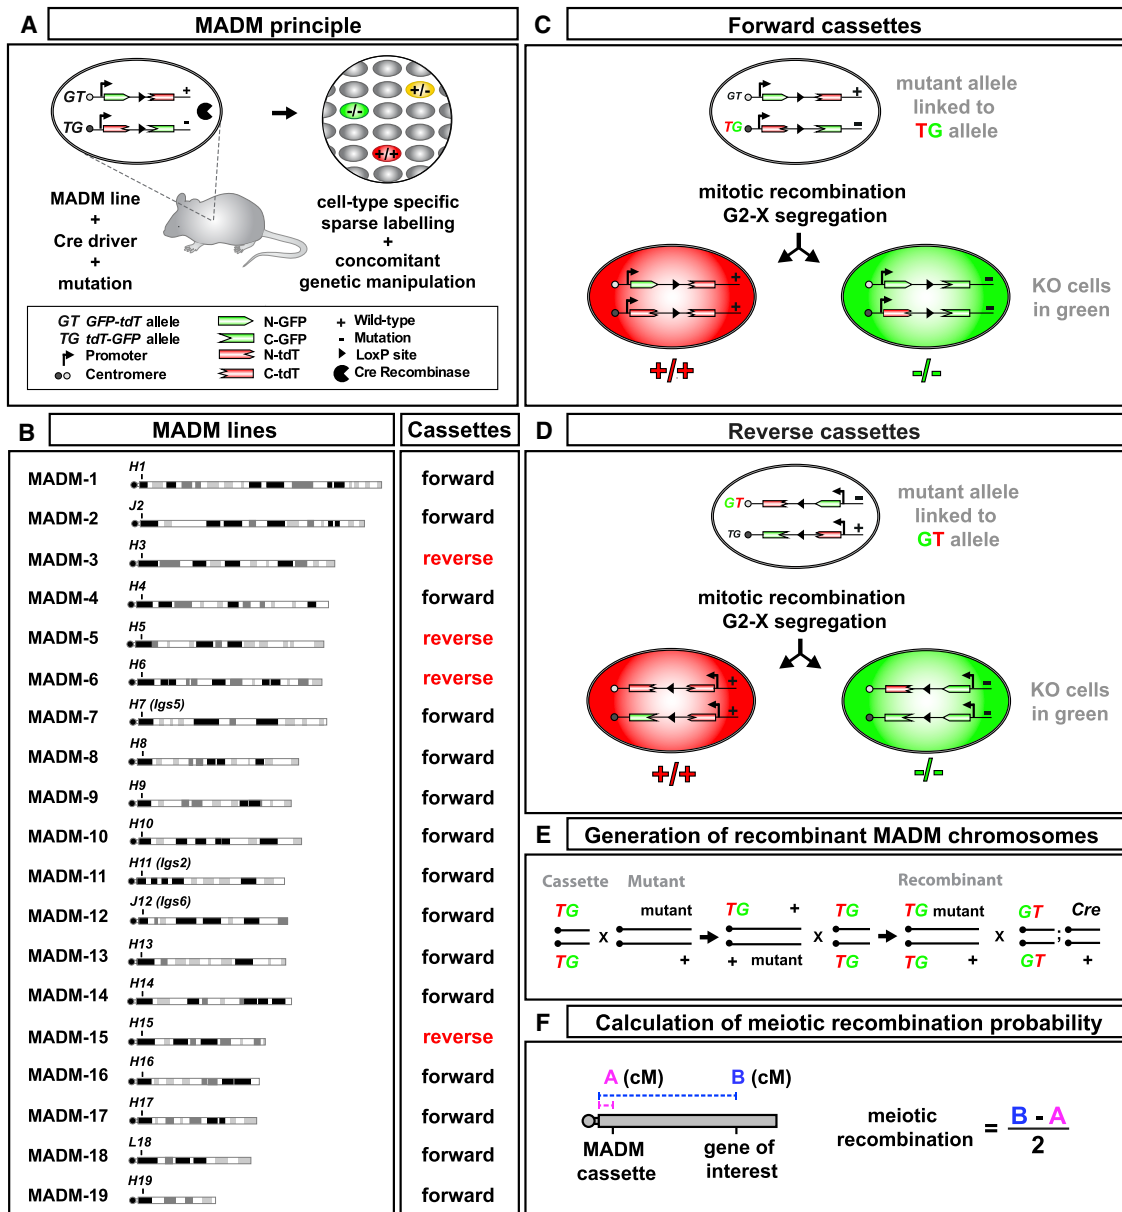 A
MADM principle
GT
+
TG
-
+/-
-/-
+/+
MADM line
+
Cre driver
+
mutation
cell-type specific
sparse labelling
+
concomitant
genetic manipulation
GT GFP-tdT allele
TG tdT-GFP allele
Promoter
Centromere
N-GFP
C-GFP
N-tdT
C-tdT
+ Wild-type
- Mutation
LoxP site
Cre Recombinase
B
MADM lines
Cassettes
MADM-1 H1 forward
MADM-2 J2 forward
MADM-3 H3 reverse
MADM-4 H4 forward
MADM-5 H5 reverse
MADM-6 H6 reverse
MADM-7 H7 (Igs5) forward
MADM-8 H8 forward
MADM-9 H9 forward
MADM-10 H10 forward
MADM-11 H11 (Igs2) forward
MADM-12 J12 (Igs6) forward
MADM-13 H13 forward
MADM-14 H14 forward
MADM-15 H15 reverse
MADM-16 H16 forward
MADM-17 H17 forward
MADM-18 L18 forward
MADM-19 H19 forward
C
Forward cassettes
GT
+
TG
-
mutant allele
linked to
TG allele
mitotic recombination
G2-X segregation
+
+
-
-
KO cells
in green
+/+
-/-
D
Reverse cassettes
GT
-
TG
+
mutant allele
linked to
GT allele
mitotic recombination
G2-X segregation
+
+
-
-
KO cells
in green
+/+
-/-
E
Generation of recombinant MADM chromosomes
Cassette Mutant Recombinant
TG mutant TG + TG TG mutant GT Cre
x x x ;
TG + + mutant TG TG + GT +
F
Calculation of meiotic recombination probability
A (cM) B (cM)
MADM
cassette
gene of
interest
meiotic
recombination
= B - A
2